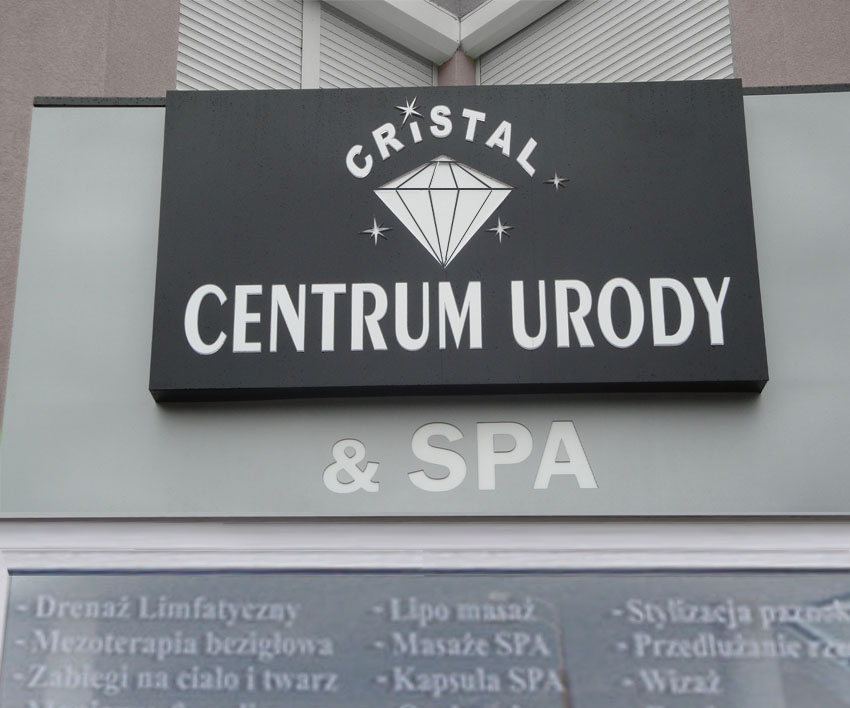 CRiSTAL
CENTRUM URODY
& SPA
- Drenaż Limfatyczny
- Mezoterapia bezigłowa
- Zabiegi na ciało i twarz
- Lipo masaż
- Masaże SPA
- Kapsuła SPA
- Stylizacja
- Przedłużanie
- Wizaż